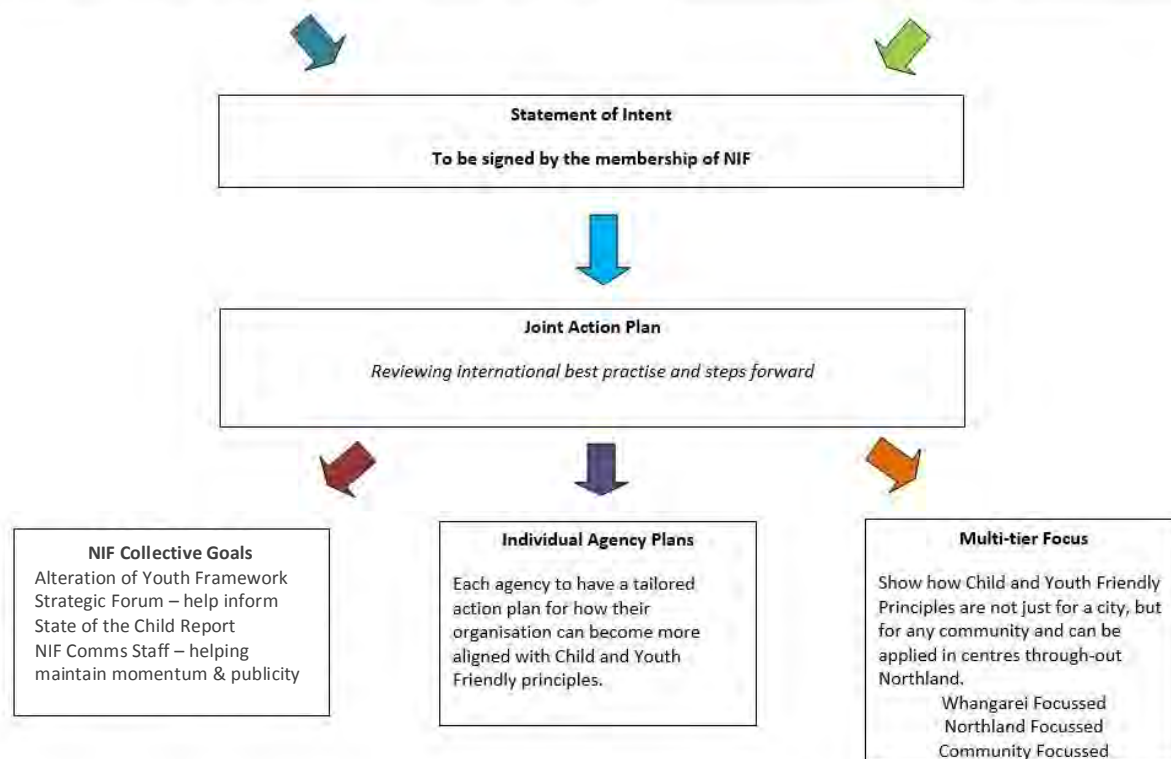 Statement of Intent
To be signed by the membership of NIF
Joint Action Plan
Reviewing international best practise and steps forward
NIF Collective Goals
Alteration of Youth Framework
Strategic Forum – help inform
State of the Child Report
NIF Comms Staff – helping
maintain momentum & publicity
Individual Agency Plans
Each agency to have a tailored
action plan for how their
organisation can become more
aligned with Child and Youth
Friendly principles.
Multi-tier Focus
Show how Child and Youth Friendly
Principles are not just for a city, but
for any community and can be
applied in centres through-out
Northland.
Whangarei Focussed
Northland Focussed
Community Focussed